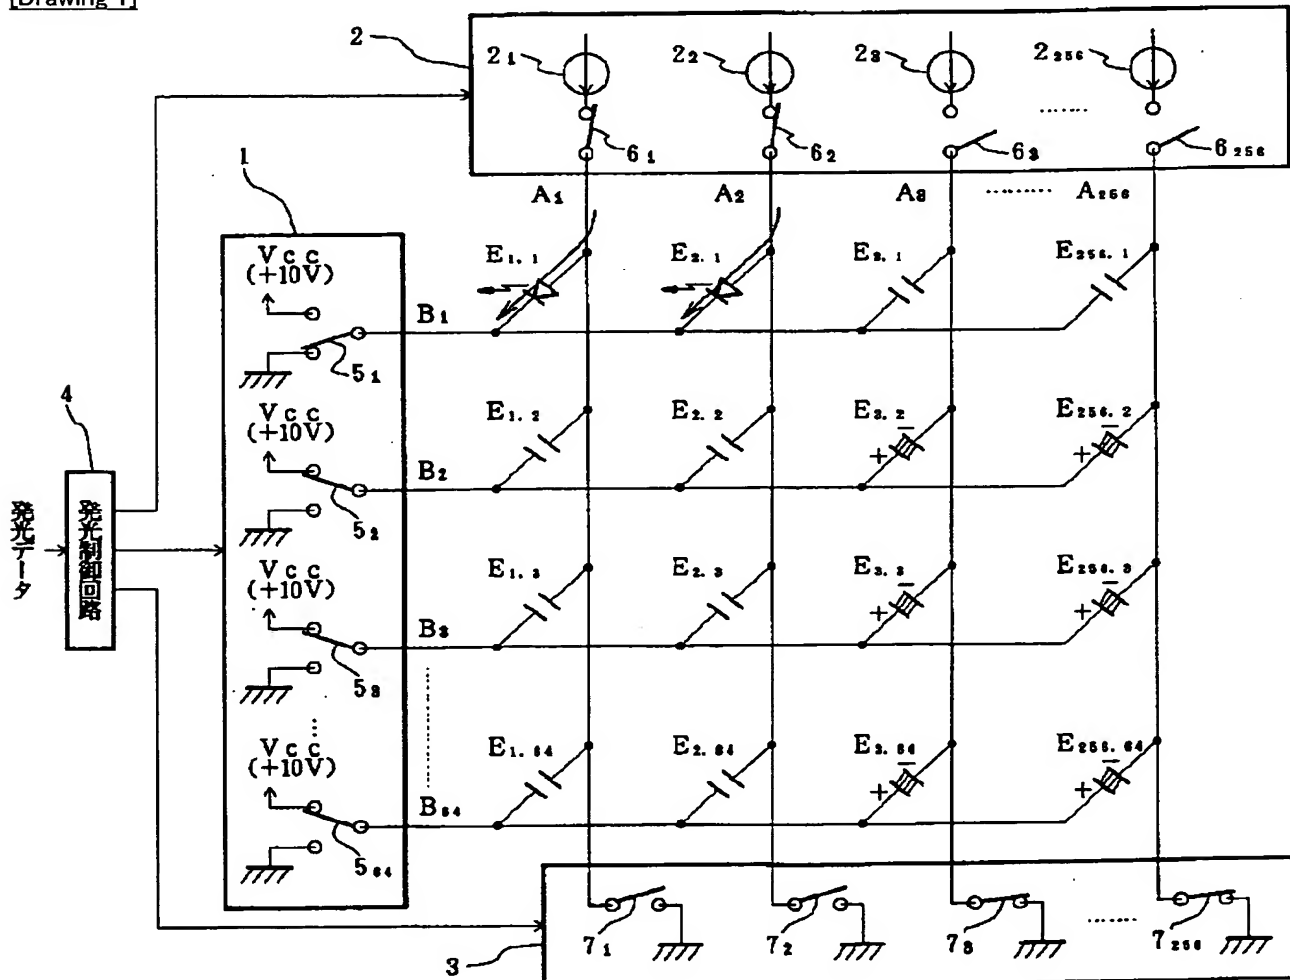 [Drawing 1]
2
2₁
2₂
2₃
2₂₅₆
6₁
6₂
6₃
6₂₅₆
1
A₁
A₂
A₃
A₂₅₆
Vcc
(+10V)
5₁
B₁
E₁.₁
E₂.₁
E₃.₁
E₂₅₆.₁
4
発光データ
発光制御回路
Vcc
(+10V)
5₂
B₂
E₁.₂
E₂.₂
E₃.₂
E₂₅₆.₂
+ −
+ −
Vcc
(+10V)
5₃
B₃
E₁.₃
E₂.₃
E₃.₃
E₂₅₆.₃
+ −
+ −
Vcc
(+10V)
5₆₄
B₆₄
E₁.₆₄
E₂.₆₄
E₃.₆₄
E₂₅₆.₆₄
+ −
+ −
3
7₁
7₂
7₃
7₂₅₆